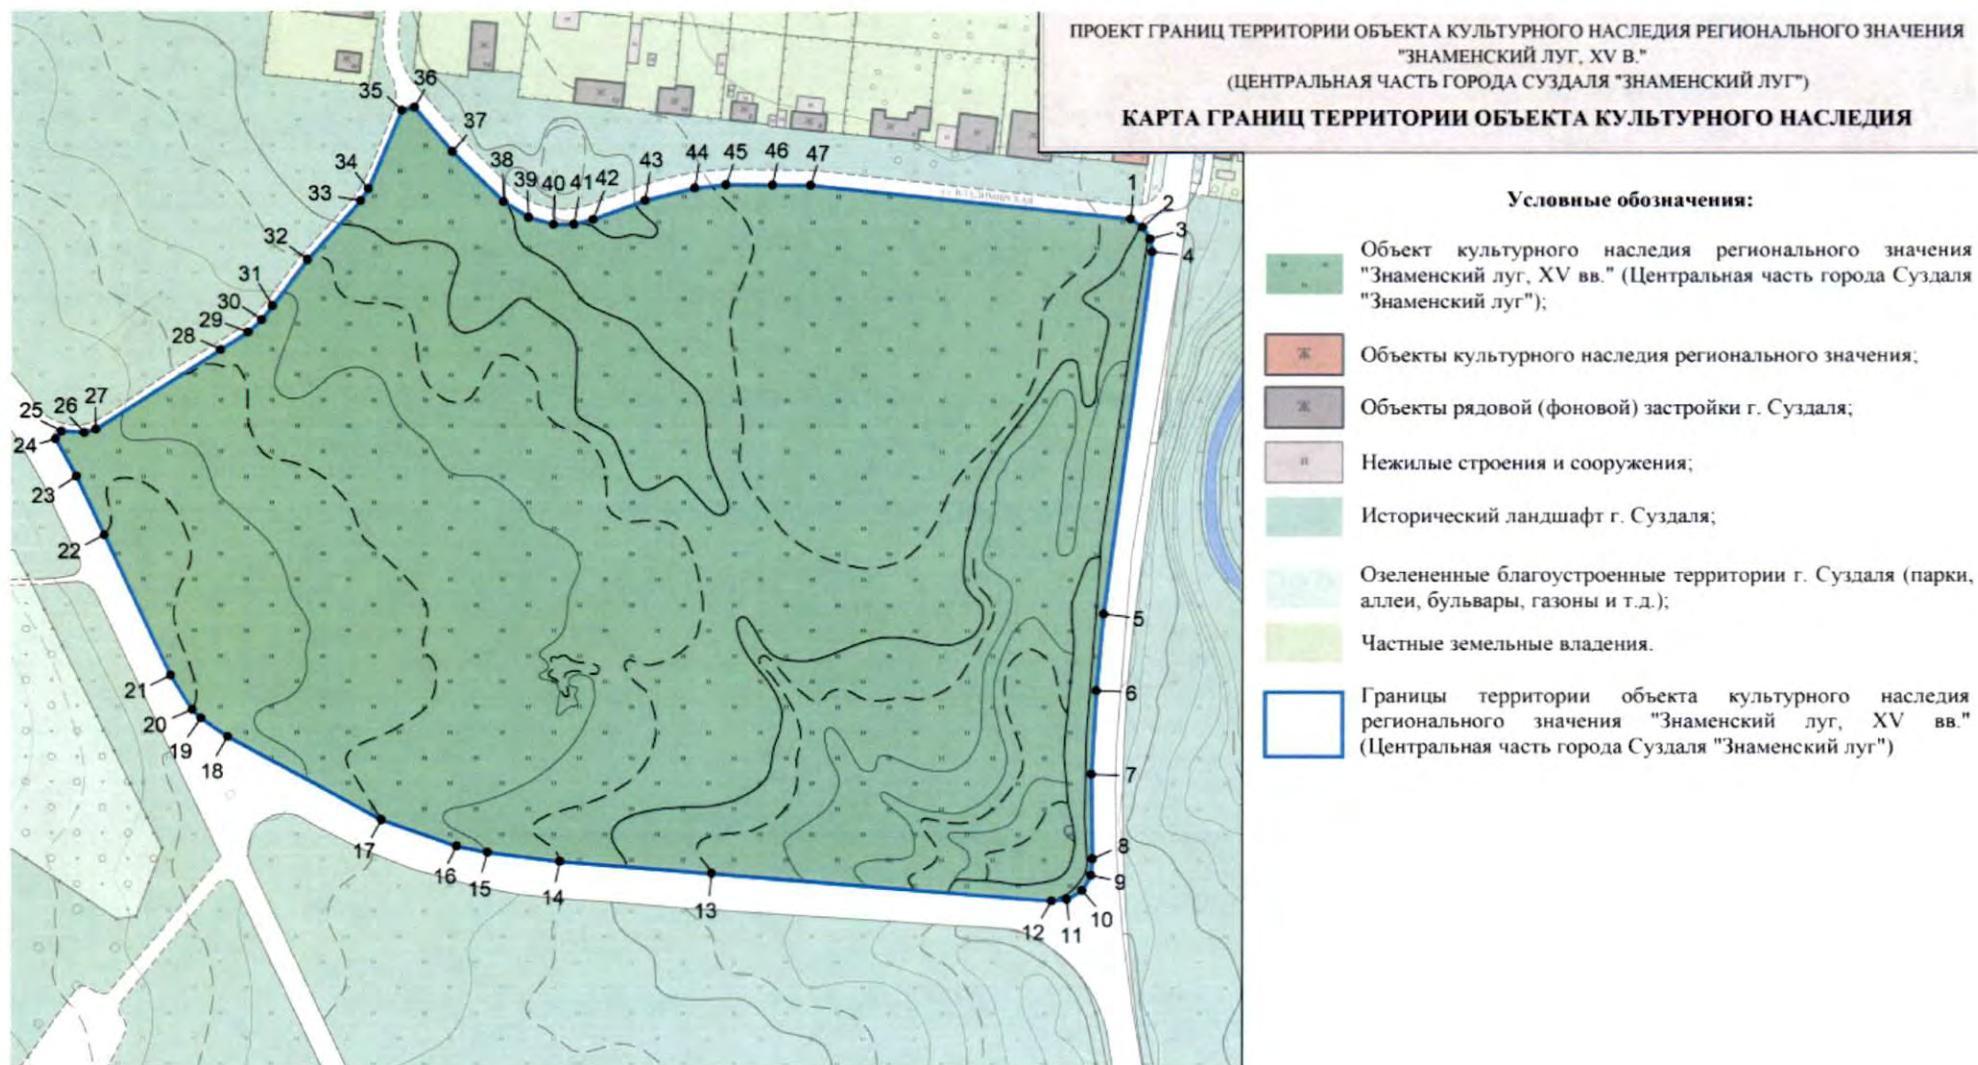 ПРОЕКТ ГРАНИЦ ТЕРРИТОРИИ ОБЪЕКТА КУЛЬТУРНОГО НАСЛЕДИЯ РЕГИОНАЛЬНОГО ЗНАЧЕНИЯ
"ЗНАМЕНСКИЙ ЛУГ, XV В."
(ЦЕНТРАЛЬНАЯ ЧАСТЬ ГОРОДА СУЗДАЛЯ "ЗНАМЕНСКИЙ ЛУГ")
КАРТА ГРАНИЦ ТЕРРИТОРИИ ОБЪЕКТА КУЛЬТУРНОГО НАСЛЕДИЯ
Условные обозначения:
Объект культурного наследия регионального значения
"Знаменский луг, XV вв." (Центральная часть города Суздаля
"Знаменский луг");
Ж
Объекты культурного наследия регионального значения;
Ж
Объекты рядовой (фоновой) застройки г. Суздаля;
Н
Нежилые строения и сооружения;
Исторический ландшафт г. Суздаля;
Озелененные благоустроенные территории г. Суздаля (парки,
аллеи, бульвары, газоны и т.д.);
Частные земельные владения.
Границы территории объекта культурного наследия
регионального значения "Знаменский луг, XV вв."
(Центральная часть города Суздаля "Знаменский луг")
1
2
3
4
5
6
7
8
9
10
11
12
13
14
15
16
17
18
19
20
21
22
23
24
25
26
27
28
29
30
31
32
33
34
35
36
37
38
39
40
41
42
43
44
45
46
47